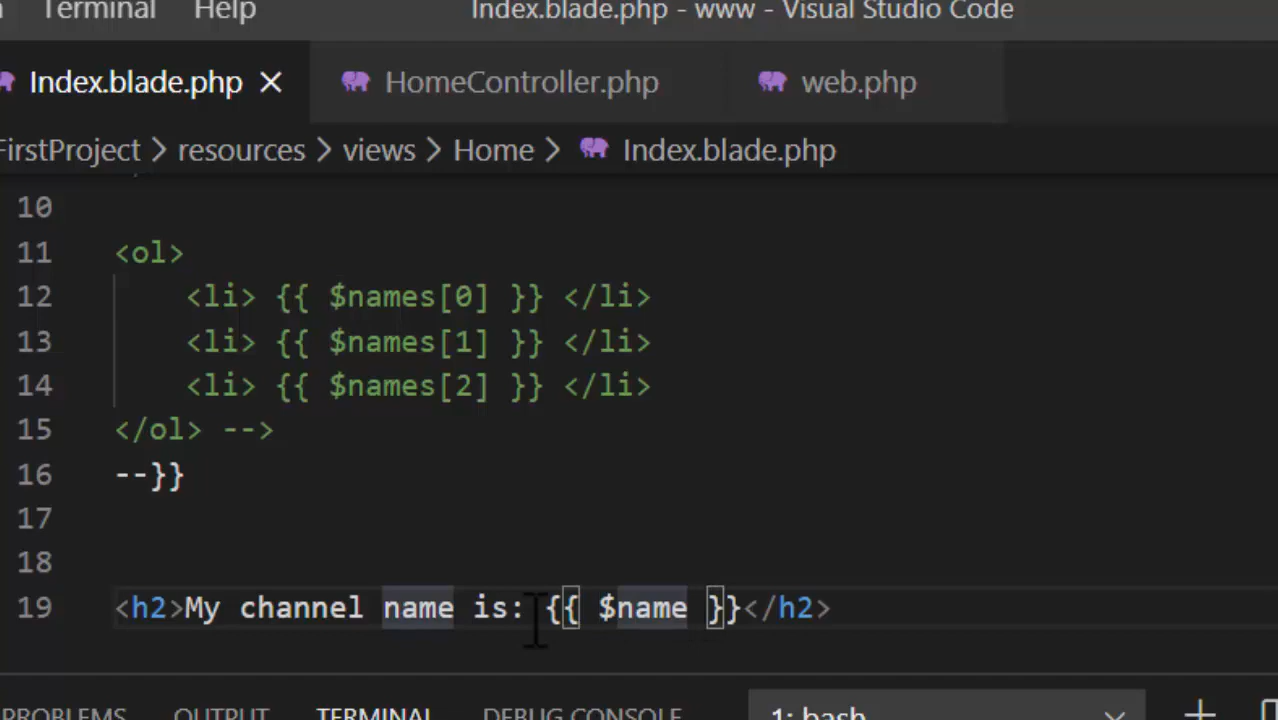 Terminal Help Index.blade.php - www - Visual Studio Code
Index.blade.php HomeController.php web.php
FirstProject > resources > views > Home > Index.blade.php
10
11 <ol>
12 <li> {{ $names[0] }} </li>
13 <li> {{ $names[1] }} </li>
14 <li> {{ $names[2] }} </li>
15 </ol> -->
16 --}}
17
18
19 <h2>My channel name is: {{ $name }}</h2>
PROBLEMS OUTPUT TERMINAL DEBUG CONSOLE 1: bash